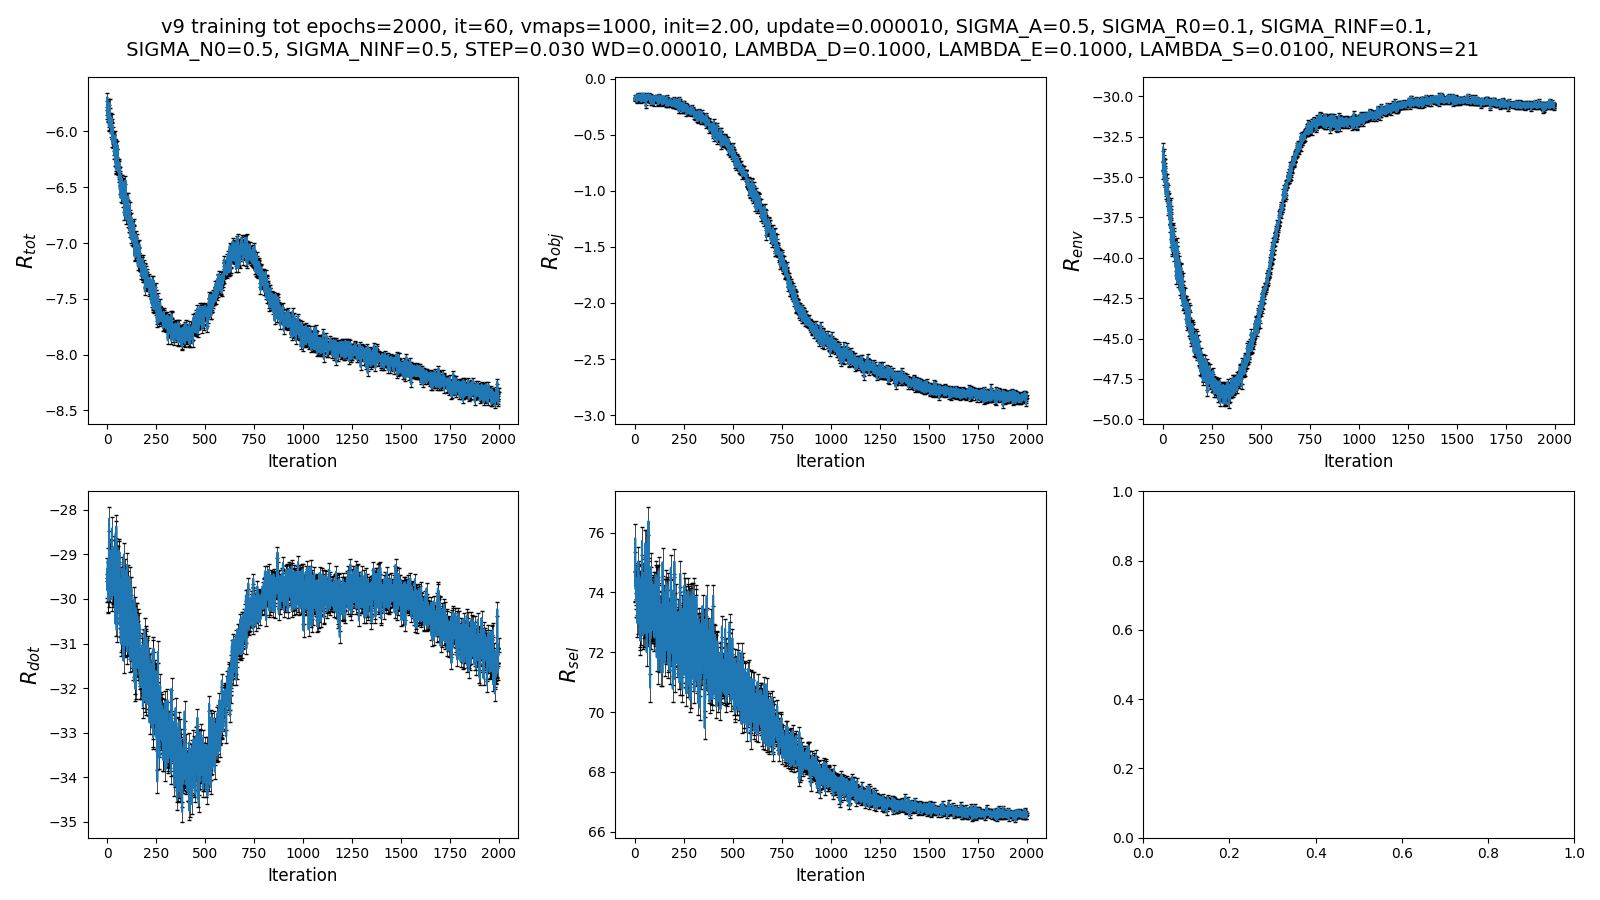 v9 training tot epochs=2000, it=60, vmaps=1000, init=2.00, update=0.000010, SIGMA_A=0.5, SIGMA_R0=0.1, SIGMA_RINF=0.1,
SIGMA_N0=0.5, SIGMA_NINF=0.5, STEP=0.030 WD=0.00010, LAMBDA_D=0.1000, LAMBDA_E=0.1000, LAMBDA_S=0.0100, NEURONS=21
R_tot
−6.0
−6.5
−7.0
−7.5
−8.0
−8.5
0 250 500 750 1000 1250 1500 1750 2000
Iteration
R_obj
0.0
−0.5
−1.0
−1.5
−2.0
−2.5
−3.0
0 250 500 750 1000 1250 1500 1750 2000
Iteration
R_env
−30.0
−32.5
−35.0
−37.5
−40.0
−42.5
−45.0
−47.5
−50.0
0 250 500 750 1000 1250 1500 1750 2000
Iteration
R_dot
−28
−29
−30
−31
−32
−33
−34
−35
0 250 500 750 1000 1250 1500 1750 2000
Iteration
R_sel
76
74
72
70
68
66
0 250 500 750 1000 1250 1500 1750 2000
Iteration
1.0
0.8
0.6
0.4
0.2
0.0
0.0 0.2 0.4 0.6 0.8 1.0